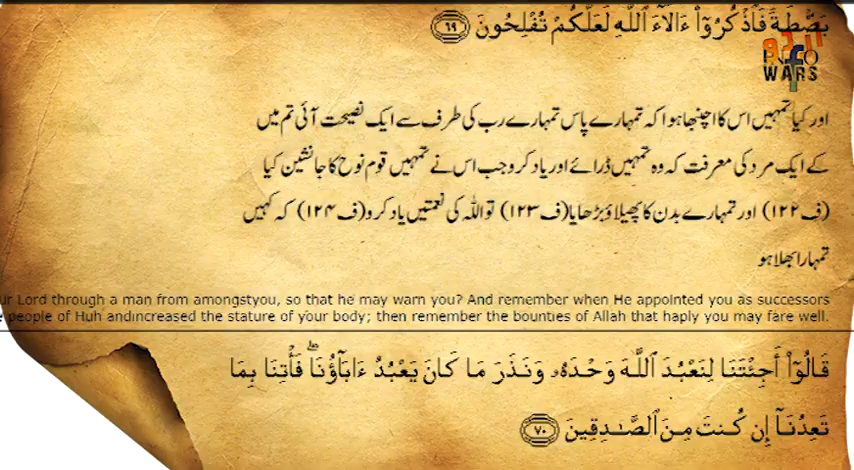 بَصْۜطَةً فَٱذْكُرُوٓا۟ ءَالَآءَ ٱللَّهِ لَعَلَّكُمْ تُفْلِحُونَ ﴿٦٩﴾
INFO
WARS
اور کیا تمہیں اس کا اچنبھا ہوا کہ تمہارے پاس تمہارے رب کی طرف سے ایک نصیحت آئی تم میں
کے ایک مرد کی معرفت کہ وہ تمہیں ڈرائے اور یاد کرو جب اس نے تمہیں قوم نوح کا جانشین کیا
(ف۱۲۲) اور تمہارے بدن کا پھیلاؤ بڑھایا (ف۱۲۳) تو اللہ کی نعمتیں یاد کرو (ف۱۲۴) کہ کہیں
تمہارا بھلا ہو
ur Lord through a man from amongstyou, so that he may warn you? And remember when He appointed you as successors
people of Huh andincreased the stature of your body; then remember the bounties of Allah that haply you may fare well.
قَالُوٓا۟ أَجِئْتَنَا لِنَعْبُدَ ٱللَّهَ وَحْدَهُۥ وَنَذَرَ مَا كَانَ يَعْبُدُ ءَابَآؤُنَا ۖ فَأْتِنَا بِمَا
تَعِدُنَآ إِن كُنتَ مِنَ ٱلصَّـٰدِقِينَ ﴿٧٠﴾